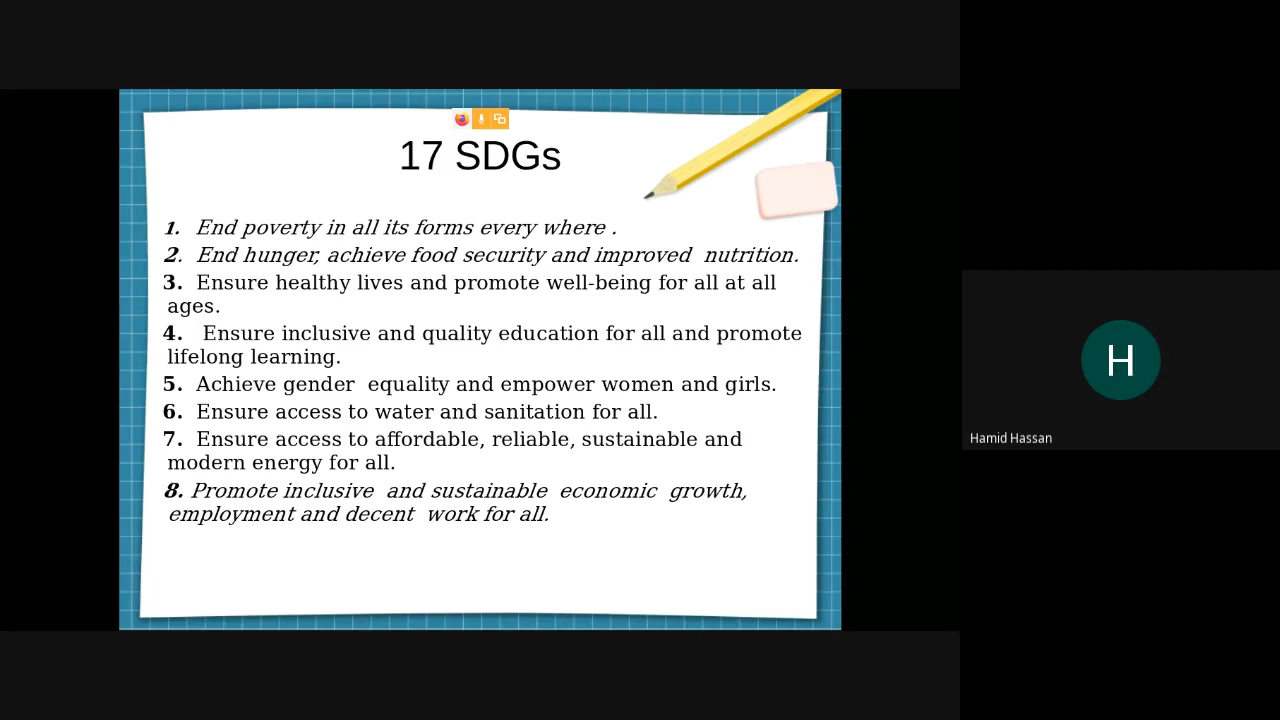 17 SDGs
1. End poverty in all its forms every where .
2. End hunger, achieve food security and improved nutrition.
3. Ensure healthy lives and promote well-being for all at all
ages.
4. Ensure inclusive and quality education for all and promote
lifelong learning.
5. Achieve gender equality and empower women and girls.
6. Ensure access to water and sanitation for all.
7. Ensure access to affordable, reliable, sustainable and
modern energy for all.
8. Promote inclusive and sustainable economic growth,
employment and decent work for all.
H
Hamid Hassan